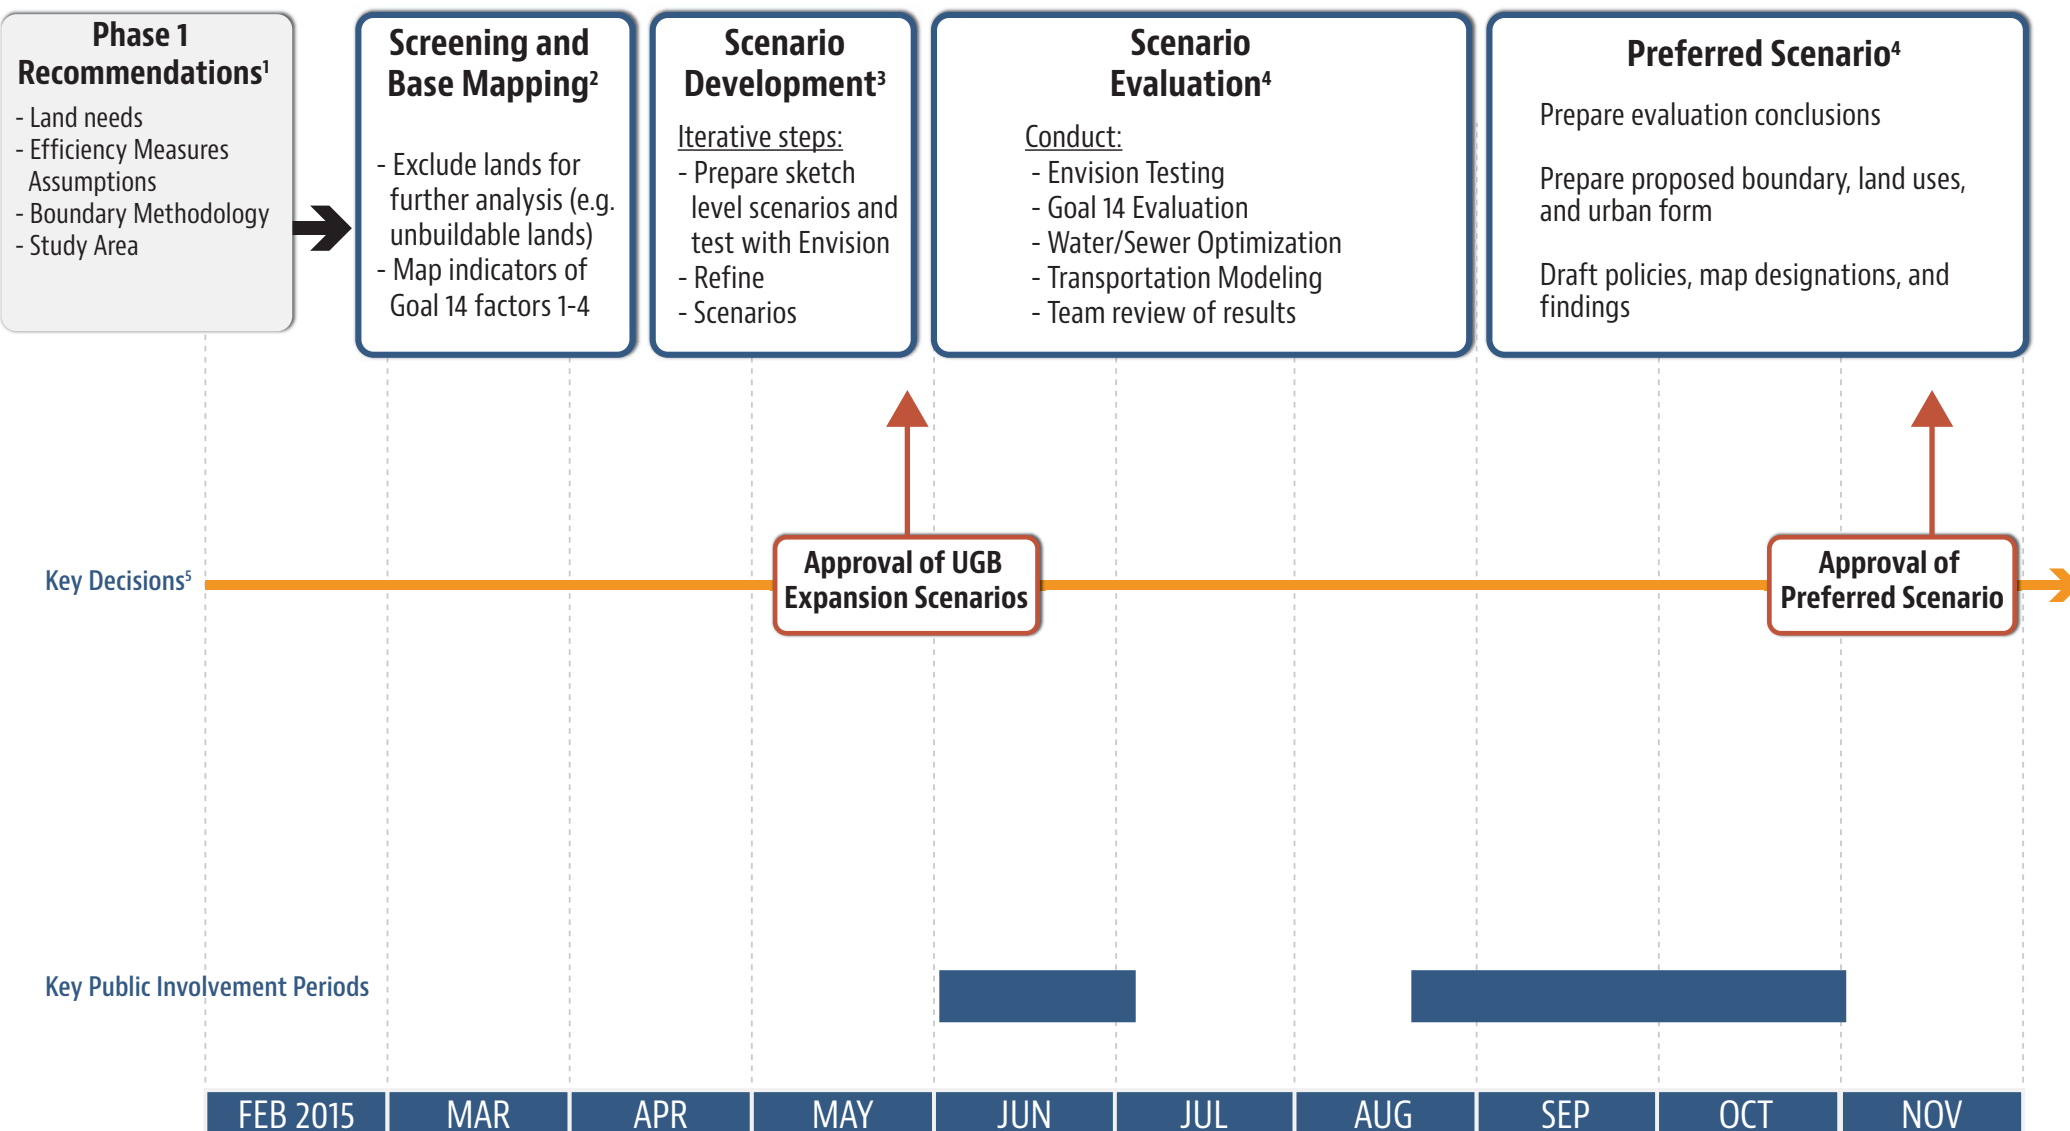 Phase 1
Recommendations¹
- Land needs
- Efficiency Measures
Assumptions
- Boundary Methodology
- Study Area
Screening and
Base Mapping²
- Exclude lands for
further analysis (e.g.
unbuildable lands)
- Map indicators of
Goal 14 factors 1-4
Scenario
Development³
Iterative steps:
- Prepare sketch
level scenarios and
test with Envision
- Refine
- Scenarios
Scenario
Evaluation⁴
Conduct:
- Envision Testing
- Goal 14 Evaluation
- Water/Sewer Optimization
- Transportation Modeling
- Team review of results
Preferred Scenario⁴
Prepare evaluation conclusions
Prepare proposed boundary, land uses,
and urban form
Draft policies, map designations, and
findings
Key Decisions⁵
Approval of UGB
Expansion Scenarios
Approval of
Preferred Scenario
Key Public Involvement Periods
FEB 2015 MAR APR MAY JUN JUL AUG SEP OCT NOV